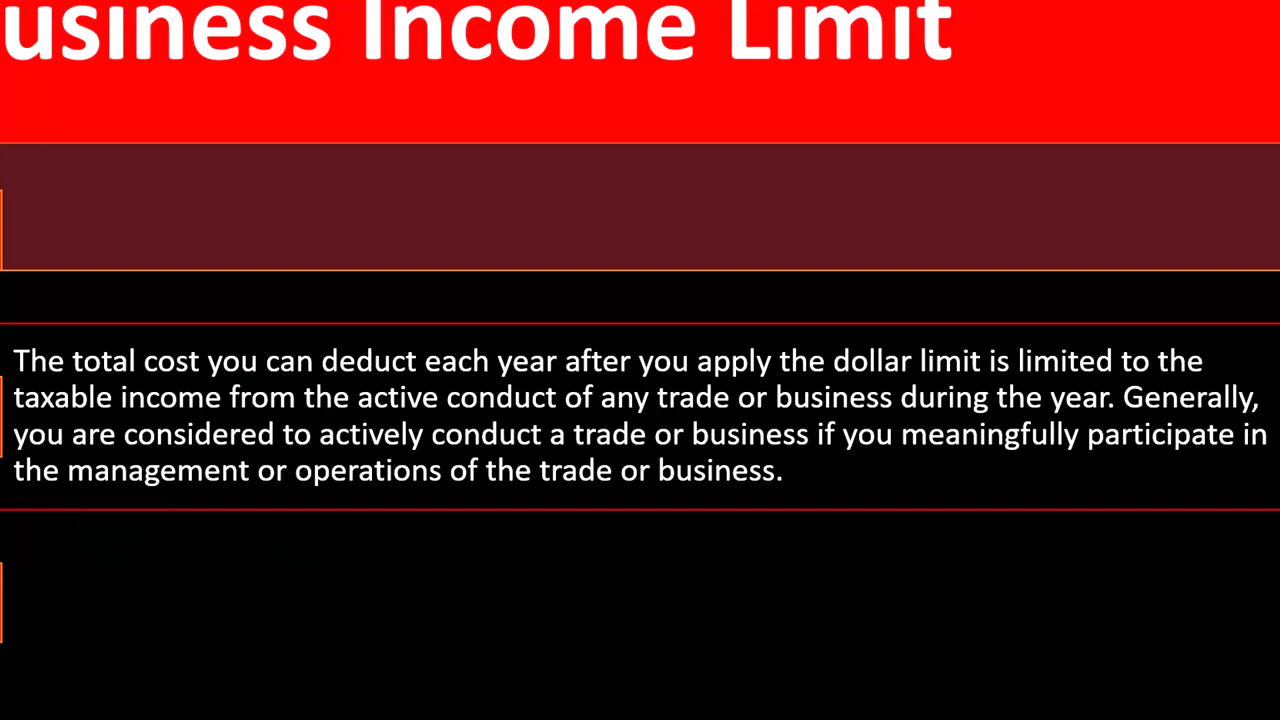 usiness Income Limit
The total cost you can deduct each year after you apply the dollar limit is limited to the
taxable income from the active conduct of any trade or business during the year. Generally,
you are considered to actively conduct a trade or business if you meaningfully participate in
the management or operations of the trade or business.